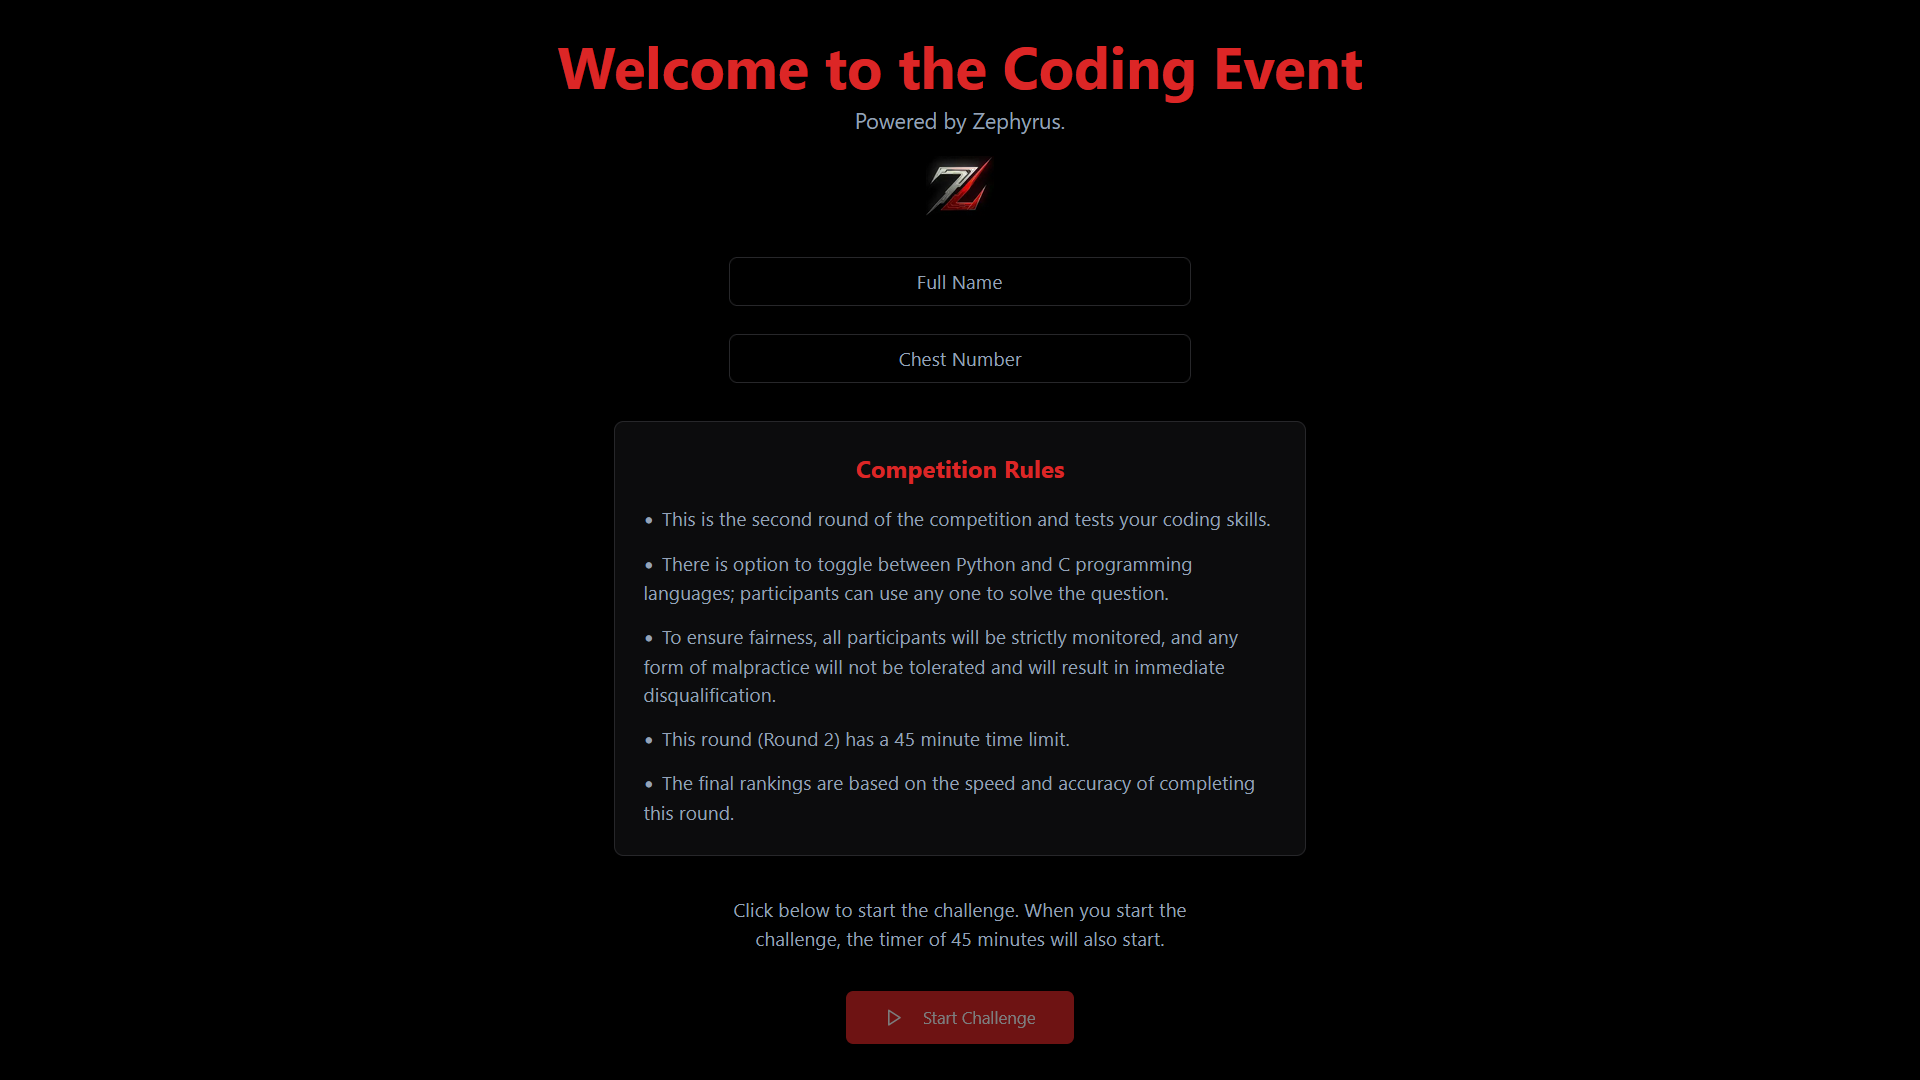 Welcome to the Coding Event
Powered by Zephyrus.
Full Name
Chest Number
Competition Rules
• This is the second round of the competition and tests your coding skills.
• There is option to toggle between Python and C programming
languages; participants can use any one to solve the question.
• To ensure fairness, all participants will be strictly monitored, and any
form of malpractice will not be tolerated and will result in immediate
disqualification.
• This round (Round 2) has a 45 minute time limit.
• The final rankings are based on the speed and accuracy of completing
this round.
Click below to start the challenge. When you start the
challenge, the timer of 45 minutes will also start.
Start Challenge